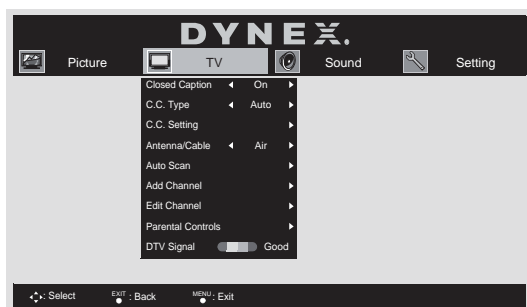 DYNEX.
Picture TV Sound Setting
Closed Caption On
C.C. Type Auto
C.C. Setting
Antenna/Cable Air
Auto Scan
Add Channel
Edit Channel
Parental Controls
DTV Signal Good
: Select EXIT : Back MENU : Exit